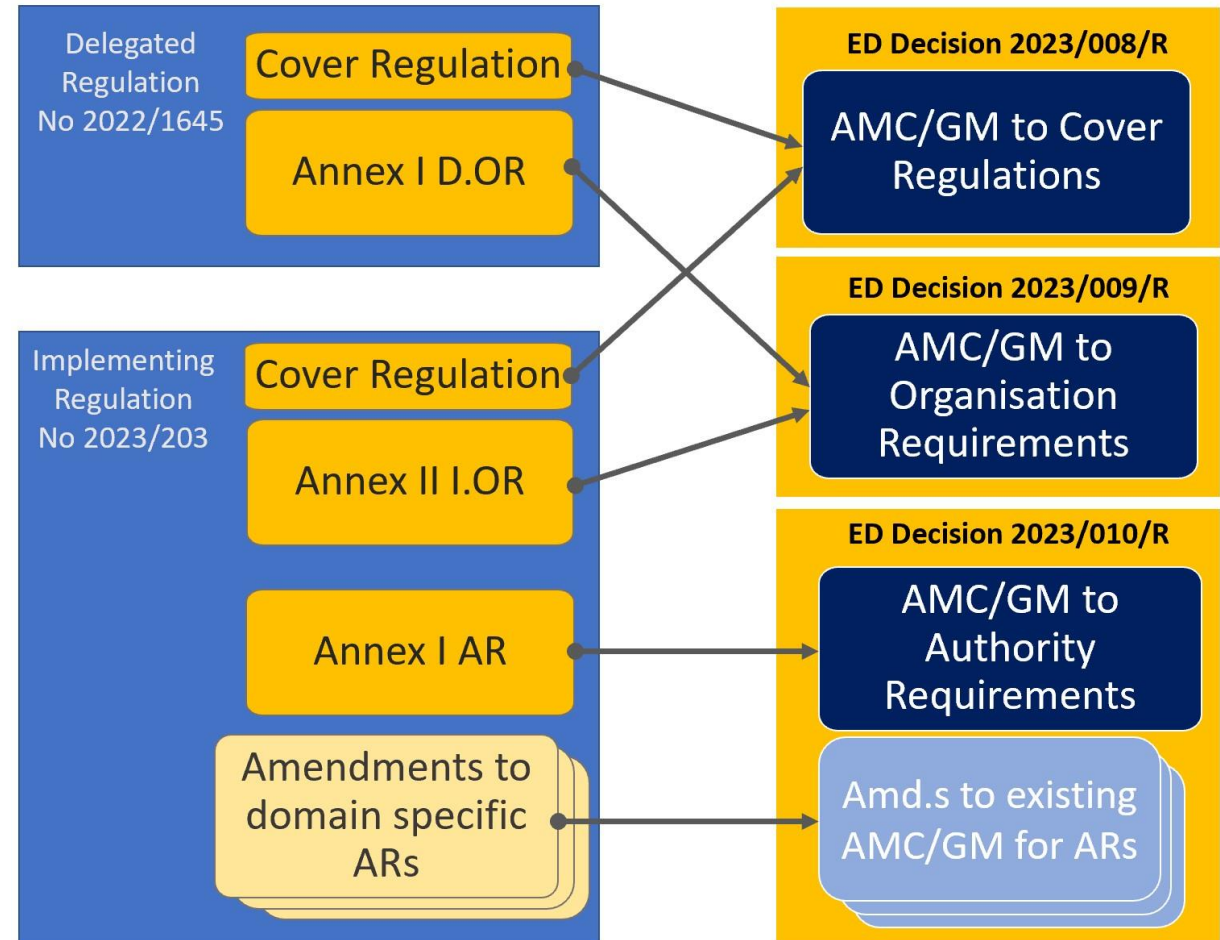 Delegated
Regulation
No 2022/1645
Cover Regulation
Annex I D.OR
Implementing
Regulation
No 2023/203
Cover Regulation
Annex II I.OR
Annex I AR
Amendments to
domain specific
ARs
ED Decision 2023/008/R
AMC/GM to Cover
Regulations
ED Decision 2023/009/R
AMC/GM to
Organisation
Requirements
ED Decision 2023/010/R
AMC/GM to
Authority
Requirements
Amd.s to existing
AMC/GM for ARs